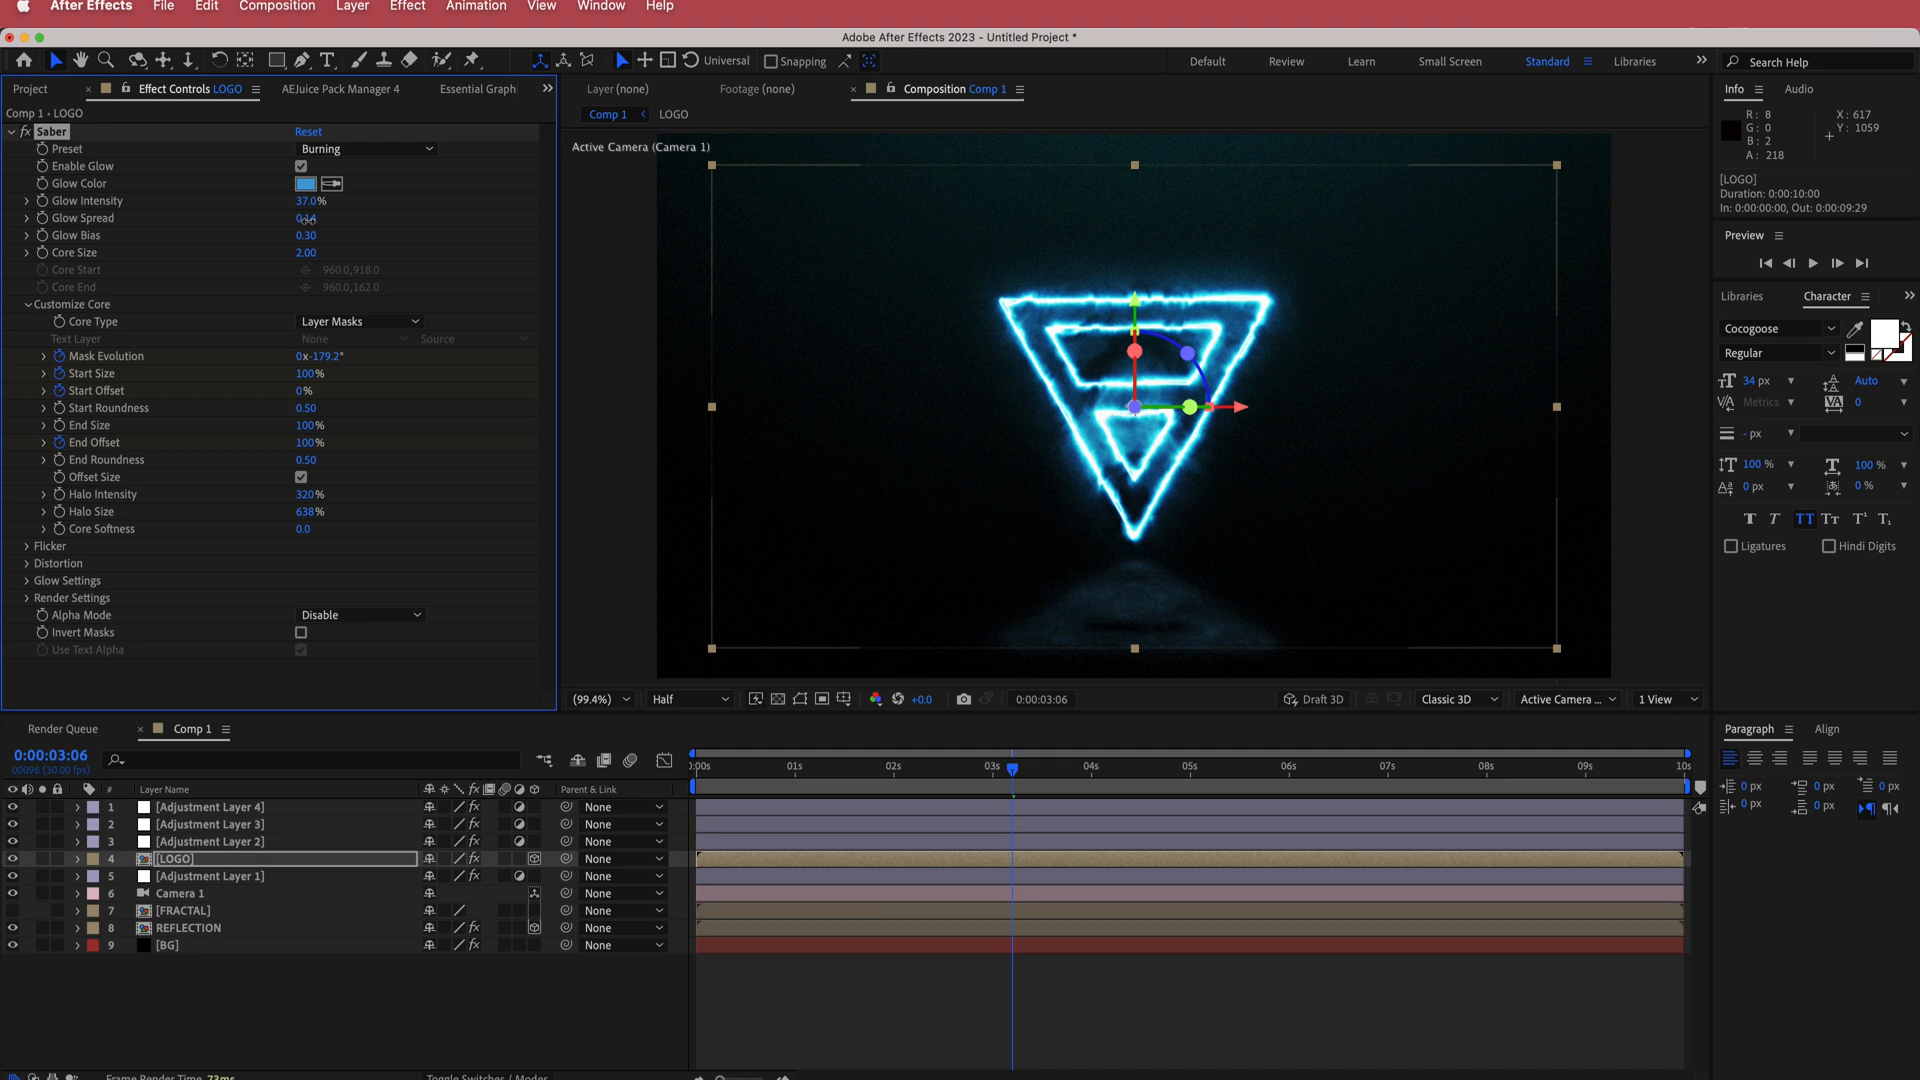 After Effects File Edit Composition Layer Effect Animation View Window Help
Adobe After Effects 2023 - Untitled Project *
Universal Snapping Default Review Learn Small Screen Standard Libraries Search Help
Project Effect Controls LOGO AEJuice Pack Manager 4 Essential Graph
Layer (none) Footage (none) Composition Comp 1
Info Audio
Comp 1 • LOGO
Comp 1 LOGO
fx Saber Reset
Preset Burning
Enable Glow
Glow Color
Glow Intensity 37.0%
Glow Spread
Glow Bias 0.30
Core Size 2.00
Core Start 960.0,918.0
Core End 960.0,162.0
Customize Core
Core Type Layer Masks
Text Layer None Source
Mask Evolution 0x-179.2°
Start Size 100%
Start Offset 0%
Start Roundness 0.50
End Size 100%
End Offset 100%
End Roundness 0.50
Offset Size
Halo Intensity 320%
Halo Size 638%
Core Softness 0.0
Flicker
Distortion
Glow Settings
Render Settings
Alpha Mode Disable
Invert Masks
Use Text Alpha
Active Camera (Camera 1)
(99.4%) Half +0.0 0:00:03:06 Draft 3D Classic 3D Active Camera ... 1 View
R: 8 X: 617
G: 0 Y: 1059
B: 2
A: 218
[LOGO]
Duration: 0:00:10:00
In: 0:00:00:00, Out: 0:00:09:29
Preview
Libraries Character
Cocogoose
Regular
34 px Auto
Metrics 0
- px
100 % 100 %
0 px 0 %
Ligatures Hindi Digits
Render Queue Comp 1
0:00:03:06
00096 (30.00 fps)
# Layer Name Parent & Link
1 [Adjustment Layer 4] None
2 [Adjustment Layer 3] None
3 [Adjustment Layer 2] None
4 [LOGO] None
5 [Adjustment Layer 1] None
6 Camera 1 None
7 [FRACTAL] None
8 REFLECTION None
9 [BG] None
0:00s 01s 02s 03s 04s 05s 06s 07s 08s 09s 10s
Paragraph Align
0 px 0 px 0 px
0 px 0 px
Frame Render Time 73ms Toggle Switches / Modes